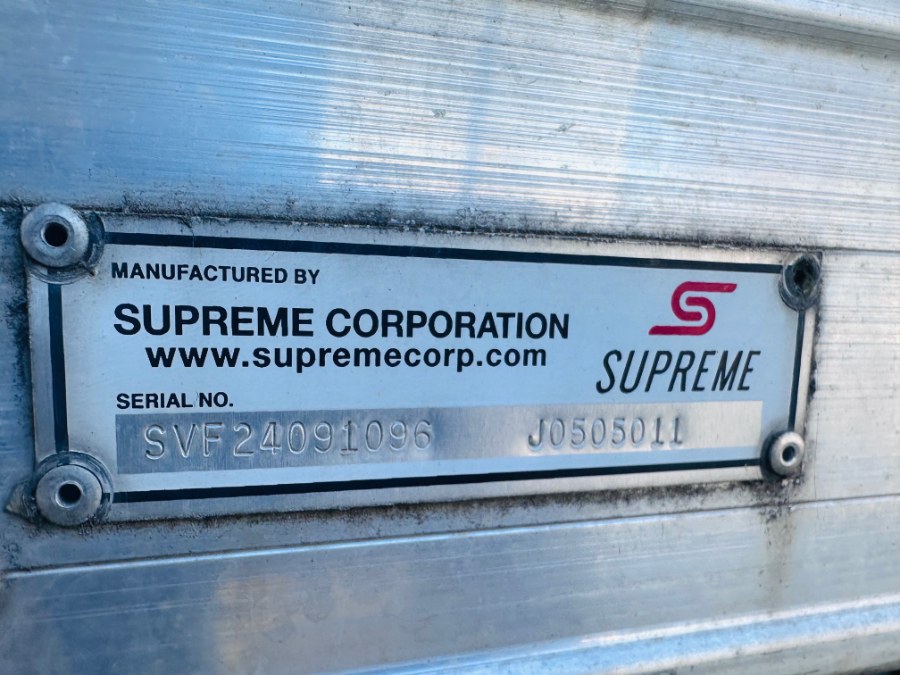 MANUFACTURED BY
SUPREME CORPORATION
www.supremecorp.com
SUPREME
SERIAL NO.
SVF24091096 J0505011